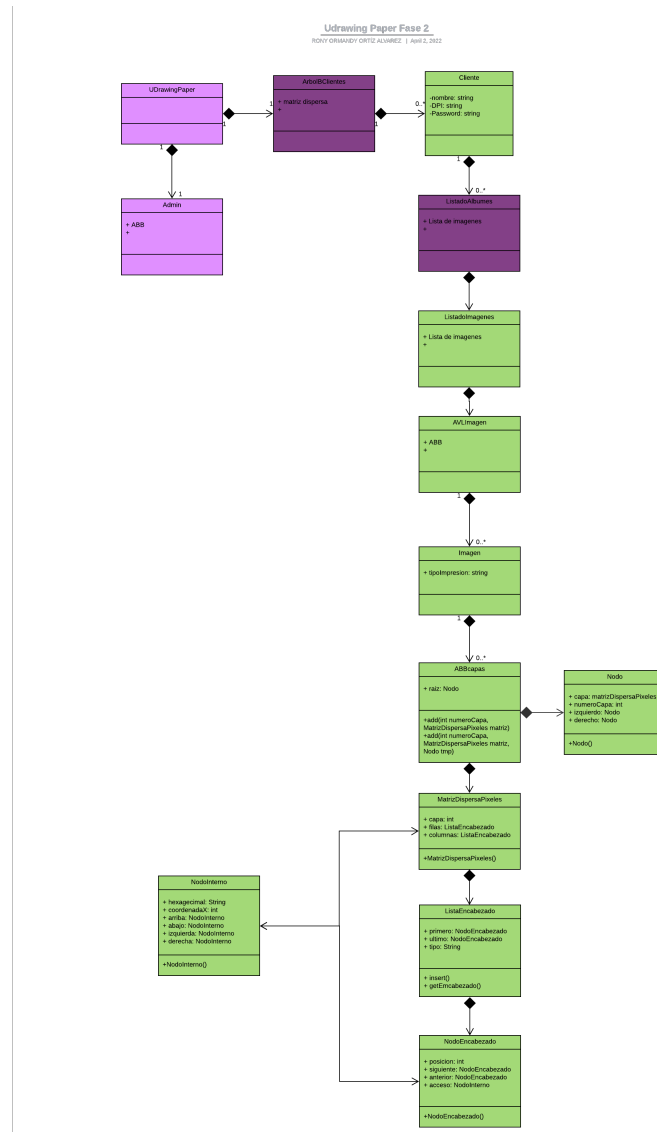 Udrawing Paper Fase 2
RONY ORMANDY ORTIZ ALVAREZ | April 2, 2022
UDrawingPaper
1
1
ArbolBClientes
+ matriz dispersa
+
1
1
0..*
Cliente
-nombre: string
-DPI: string
-Password: string
1
0..*
Admin
+ ABB
+
1
ListadoAlbumes
+ Lista de imagenes
+
ListadoImagenes
+ Lista de imagenes
+
AVLImagen
+ ABB
+
1
0..*
Imagen
+ tipoImpresion: string
1
0..*
ABBcapas
+ raiz: Nodo
+add(int numeroCapa,
MatrizDispersaPixeles matriz)
+add(int numeroCapa,
MatrizDispersaPixeles matriz,
Nodo tmp)
Nodo
+ capa: matrizDispersaPixeles
+ numeroCapa: int
+ izquierdo: Nodo
+ derecho: Nodo
+Nodo()
MatrizDispersaPixeles
+ capa: int
+ filas: ListaEncabezado
+ columnas: ListaEncabezado
+MatrizDispersaPixeles()
NodoInterno
+ hexagecimal: String
+ coordenadaX: int
+ arriba: NodoInterno
+ abajo: NodoInterno
+ izquierda: NodoInterno
+ derecha: NodoInterno
+NodoInterno()
ListaEncabezado
+ primero: NodoEncabezado
+ ultimo: NodoEncabezado
+ tipo: String
+ insert()
+ getEmcabezado()
NodoEncabezado
+ posicion: int
+ siguiente: NodoEncabezado
+ anterior: NodoEncabezado
+ acceso: NodoInterno
+NodoEncabezado()